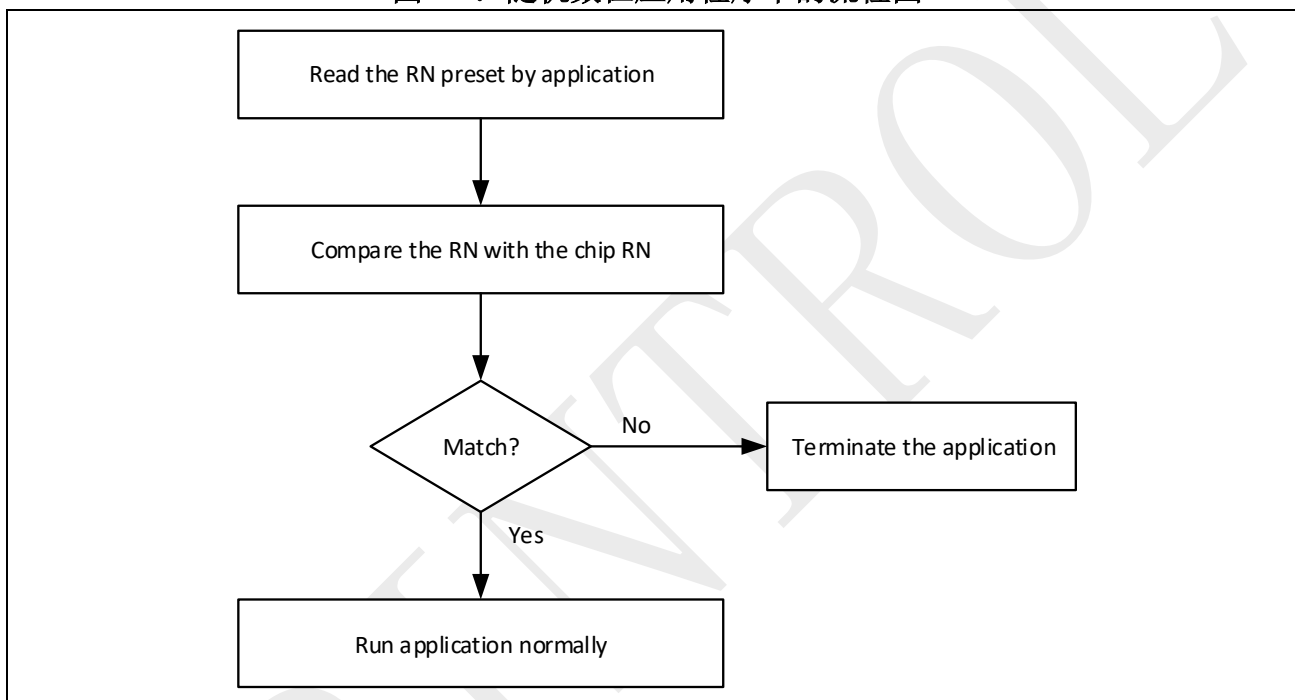 Read the RN preset by application
Compare the RN with the chip RN
Match?
No
Terminate the application
Yes
Run application normally